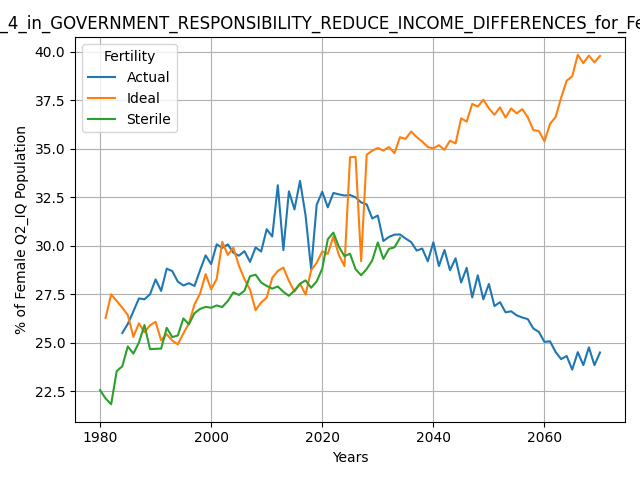 _4_in_GOVERNMENT_RESPONSIBILITY_REDUCE_INCOME_DIFFERENCES_for_Fe
Fertility
Actual
Ideal
Sterile
% of Female Q2_IQ Population
40.0
37.5
35.0
32.5
30.0
27.5
25.0
22.5
1980
2000
2020
2040
2060
Years